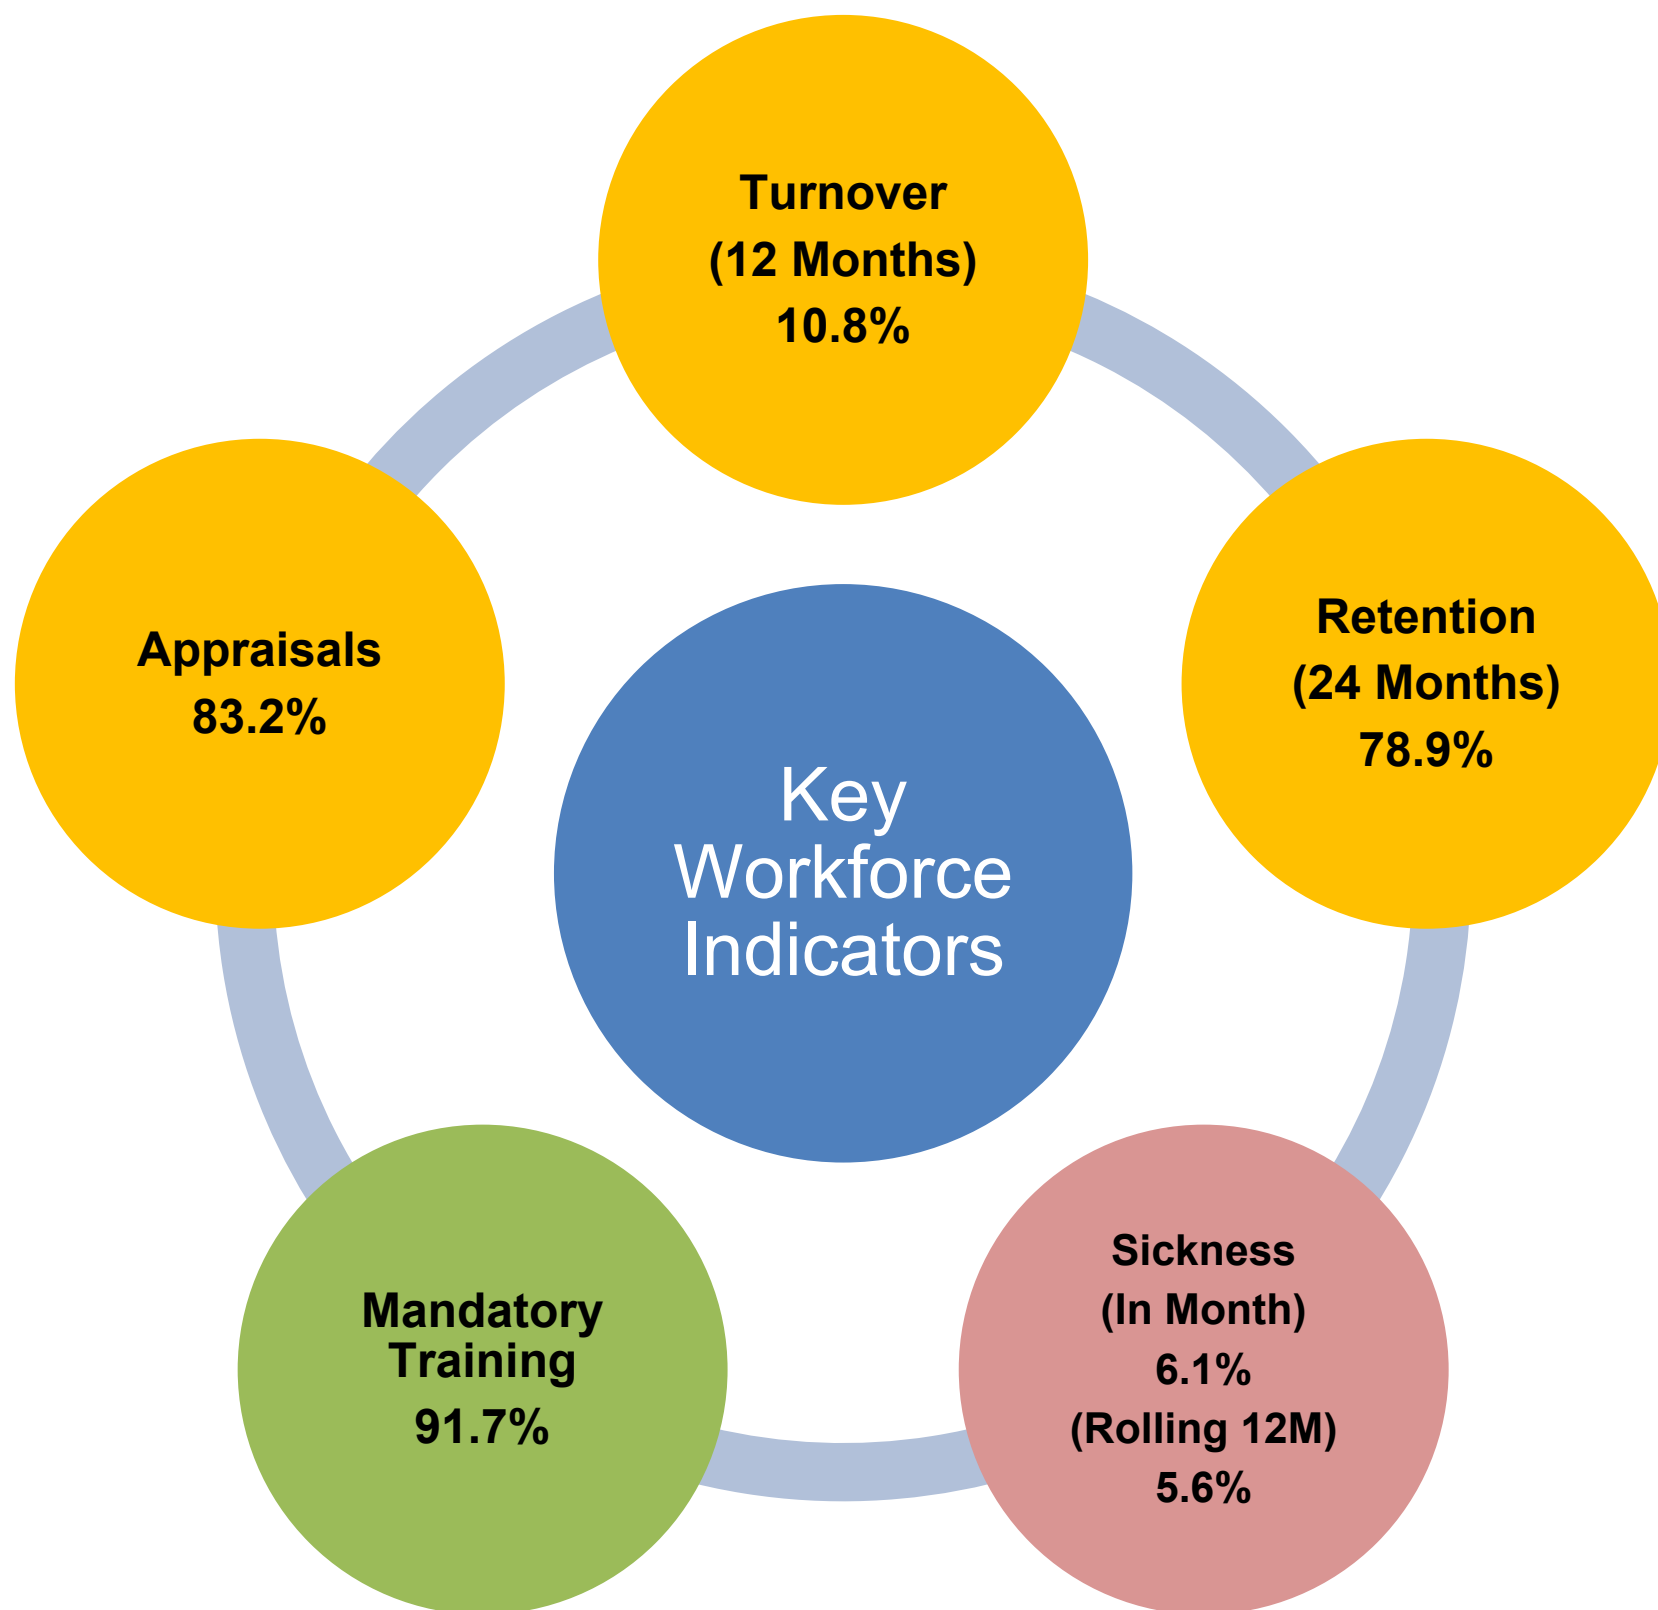 Turnover
(12 Months)
10.8%
Retention
(24 Months)
78.9%
Sickness
(In Month)
6.1%
(Rolling 12M)
5.6%
Mandatory
Training
91.7%
Appraisals
83.2%
Key
Workforce
Indicators